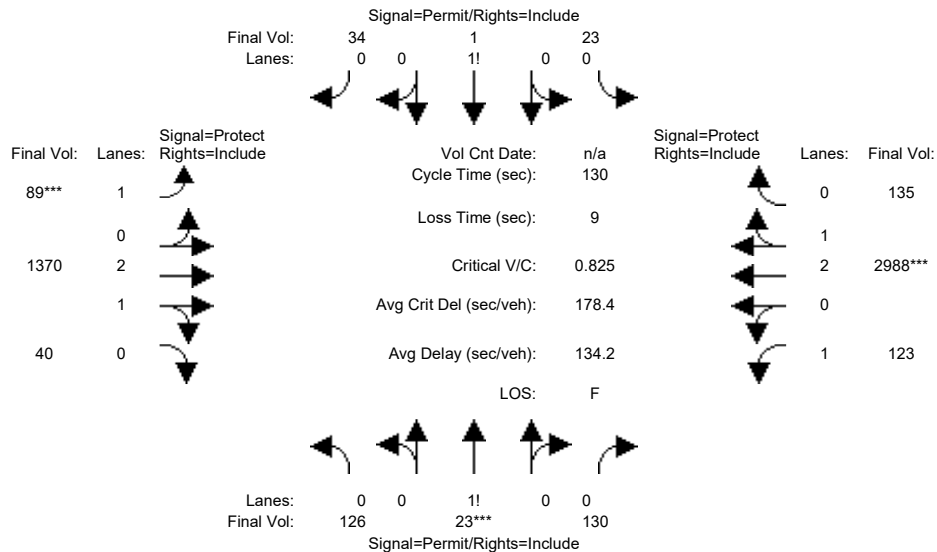 Signal=Permit/Rights=Include
Final Vol: 34 1 23
Lanes: 0 0 1! 0 0
Signal=Protect
Final Vol: Lanes: Rights=Include
Vol Cnt Date: n/a
Signal=Protect
Rights=Include Lanes: Final Vol:
Cycle Time (sec): 130
89*** 1
0 135
Loss Time (sec): 9
0
1
1370 2
Critical V/C: 0.825
2 2988***
1
Avg Crit Del (sec/veh): 178.4
0
40 0
Avg Delay (sec/veh): 134.2
1 123
LOS: F
Lanes: 0 0 1! 0 0
Final Vol: 126 23*** 130
Signal=Permit/Rights=Include